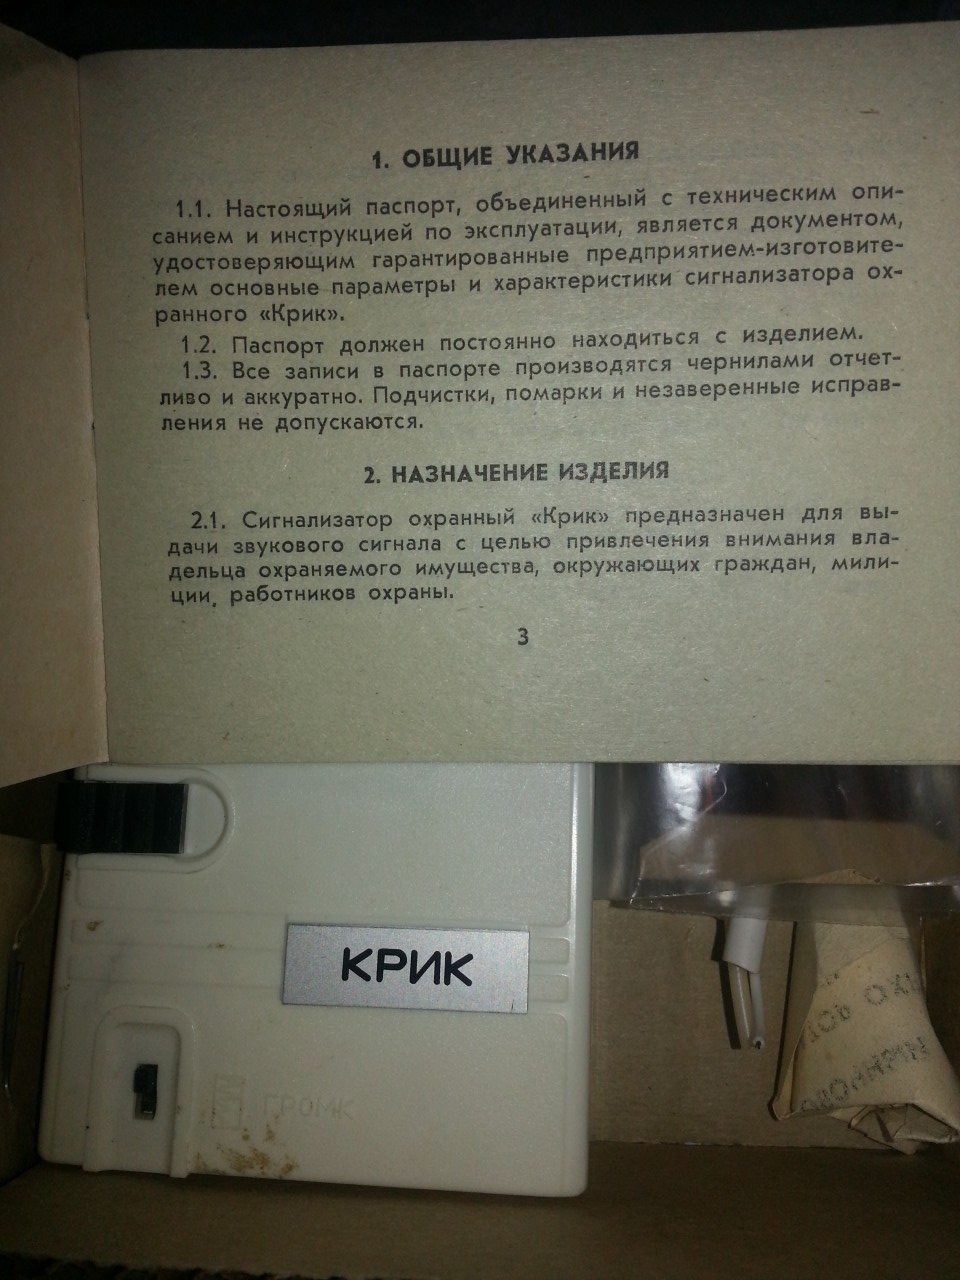 1. ОБЩИЕ УКАЗАНИЯ
1.1. Настоящий паспорт, объединенный с техническим опи-
санием и инструкцией по эксплуатации, является документом,
удостоверяющим гарантированные предприятием-изготовите-
лем основные параметры и характеристики сигнализатора ох-
ранного «Крик».
1.2. Паспорт должен постоянно находиться с изделием.
1.3. Все записи в паспорте производятся чернилами отчет-
ливо и аккуратно. Подчистки, помарки и незаверенные исправ-
ления не допускаются.
2. НАЗНАЧЕНИЕ ИЗДЕЛИЯ
2.1. Сигнализатор охранный «Крик» предназначен для вы-
дачи звукового сигнала с целью привлечения внимания вла-
дельца охраняемого имущества, окружающих граждан, мили-
ции, работников охраны.
3
КРИК
ГРОМК